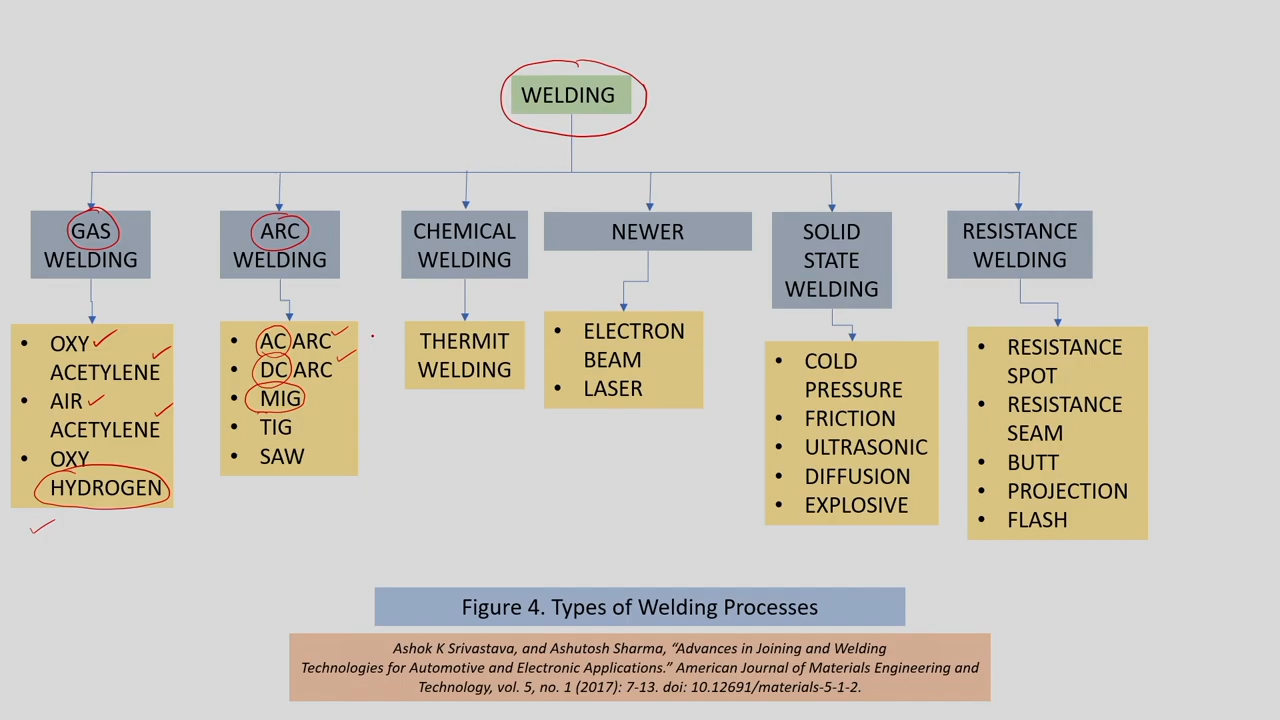 WELDING
GAS
WELDING
ARC
WELDING
CHEMICAL
WELDING
NEWER
SOLID
STATE
WELDING
RESISTANCE
WELDING
• OXY
ACETYLENE
• AIR
ACETYLENE
• OXY
HYDROGEN
• AC ARC
• DC ARC
• MIG
• TIG
• SAW
THERMIT
WELDING
• ELECTRON
BEAM
• LASER
• COLD
PRESSURE
• FRICTION
• ULTRASONIC
• DIFFUSION
• EXPLOSIVE
• RESISTANCE
SPOT
• RESISTANCE
SEAM
• BUTT
• PROJECTION
• FLASH
Figure 4. Types of Welding Processes
Ashok K Srivastava, and Ashutosh Sharma, “Advances in Joining and Welding
Technologies for Automotive and Electronic Applications.” American Journal of Materials Engineering and
Technology, vol. 5, no. 1 (2017): 7-13. doi: 10.12691/materials-5-1-2.